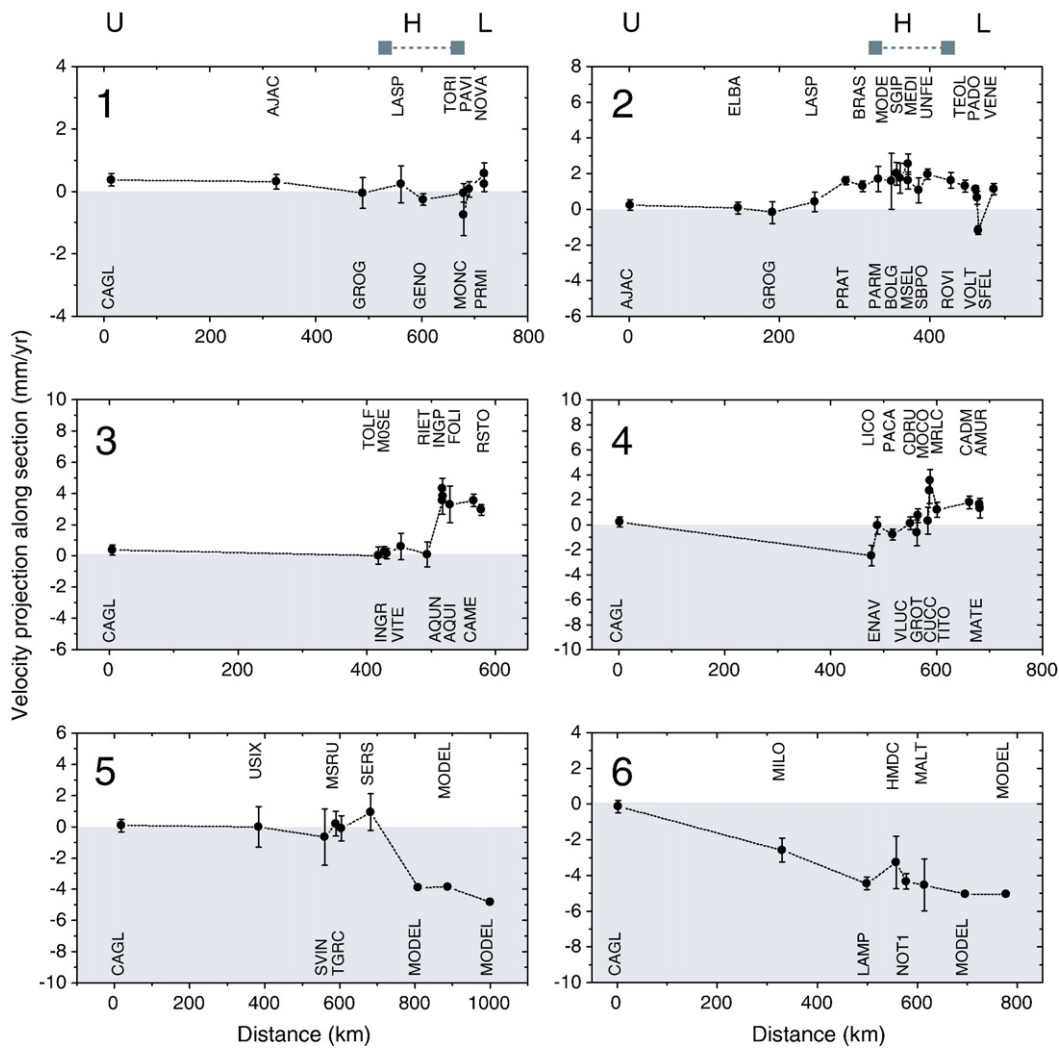 U H L U H L
1
4
2
0
-2
-4
AJAC LASP TORI PAVI NOVA
CAGL GROG GENO MONC PRMI
0 200 400 600 800
2
8
6
4
2
0
-2
-4
-6
ELBA LASP BRAS MODE SGIP MEDI UNFE TEOL PADO VENE
AJAC GROG PRAT PARM BOLG MSEL SBPO ROVI VOLT SFEL
0 200 400
Velocity projection along section (mm/yr)
3
10
8
6
4
2
0
-2
-4
-6
TOLF M0SE RIET INGP FOLI RSTO
CAGL INGR VITE AQUN AQUI CAME
0 200 400 600
4
10
8
6
4
2
0
-2
-4
-6
-8
-10
LICO PACA CDRU MOCO MRLC CADM AMUR
CAGL ENAV VLUC GROT CUCC TITO MATE
0 200 400 600 800
5
6
4
2
0
-2
-4
-6
-8
-10
USIX MSRU SERS MODEL
CAGL SVIN TGRC MODEL MODEL
0 200 400 600 800 1000
Distance (km)
6
4
2
0
-2
-4
-6
-8
-10
MILO HMDC MALT MODEL
CAGL LAMP NOT1 MODEL
0 200 400 600 800
Distance (km)